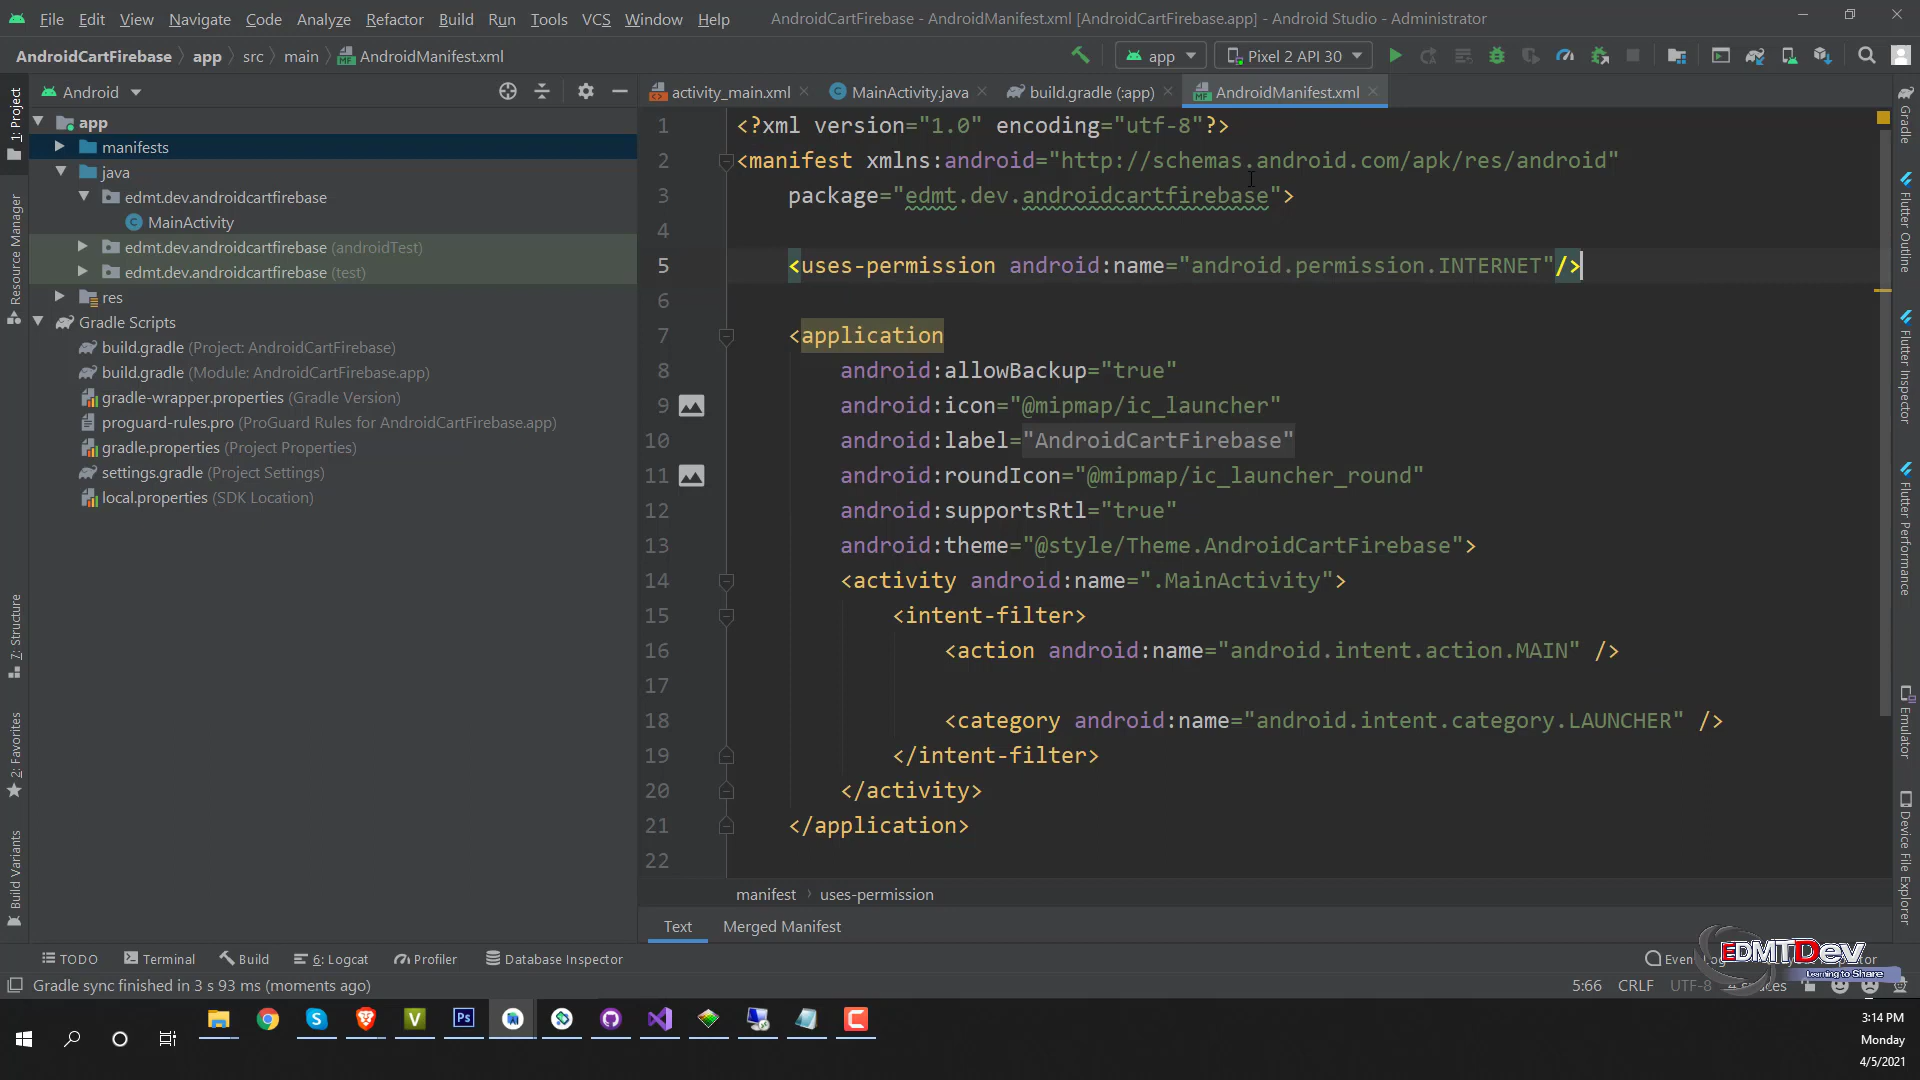 File Edit View Navigate Code Analyze Refactor Build Run Tools VCS Window Help AndroidCartFirebase - AndroidManifest.xml [AndroidCartFirebase.app] - Android Studio - Administrator
AndroidCartFirebase app src main AndroidManifest.xml app Pixel 2 API 30
Android activity_main.xml MainActivity.java build.gradle (:app) AndroidManifest.xml
app
manifests
java
edmt.dev.androidcartfirebase
MainActivity
edmt.dev.androidcartfirebase (androidTest)
edmt.dev.androidcartfirebase (test)
res
Gradle Scripts
build.gradle (Project: AndroidCartFirebase)
build.gradle (Module: AndroidCartFirebase.app)
gradle-wrapper.properties (Gradle Version)
proguard-rules.pro (ProGuard Rules for AndroidCartFirebase.app)
gradle.properties (Project Properties)
settings.gradle (Project Settings)
local.properties (SDK Location)
1: Project
Resource Manager
7: Structure
2: Favorites
Build Variants
1 <?xml version="1.0" encoding="utf-8"?>
2 <manifest xmlns:android="http://schemas.android.com/apk/res/android"
3 package="edmt.dev.androidcartfirebase">
4
5 <uses-permission android:name="android.permission.INTERNET"/>
6
7 <application
8 android:allowBackup="true"
9 android:icon="@mipmap/ic_launcher"
10 android:label="AndroidCartFirebase"
11 android:roundIcon="@mipmap/ic_launcher_round"
12 android:supportsRtl="true"
13 android:theme="@style/Theme.AndroidCartFirebase">
14 <activity android:name=".MainActivity">
15 <intent-filter>
16 <action android:name="android.intent.action.MAIN" />
17
18 <category android:name="android.intent.category.LAUNCHER" />
19 </intent-filter>
20 </activity>
21 </application>
22
manifest uses-permission
Text Merged Manifest
Gradle
Flutter Outline
Flutter Inspector
Flutter Performance
Emulator
Device File Explorer
TODO Terminal Build 6: Logcat Profiler Database Inspector
EDMTDev
Learning to Share
Gradle sync finished in 3 s 93 ms (moments ago) 5:66 CRLF UTF-8 4 spaces
3:14 PM
Monday
4/5/2021